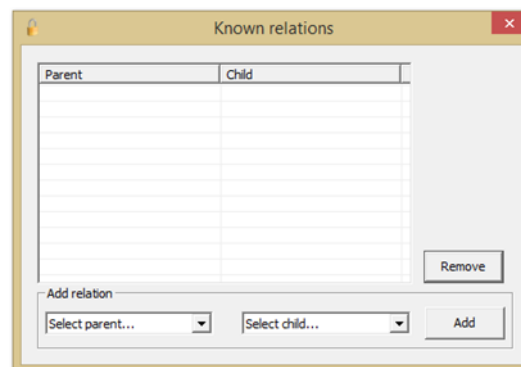 Known relations
Parent Child
Remove
Add relation
Select parent... Select child... Add